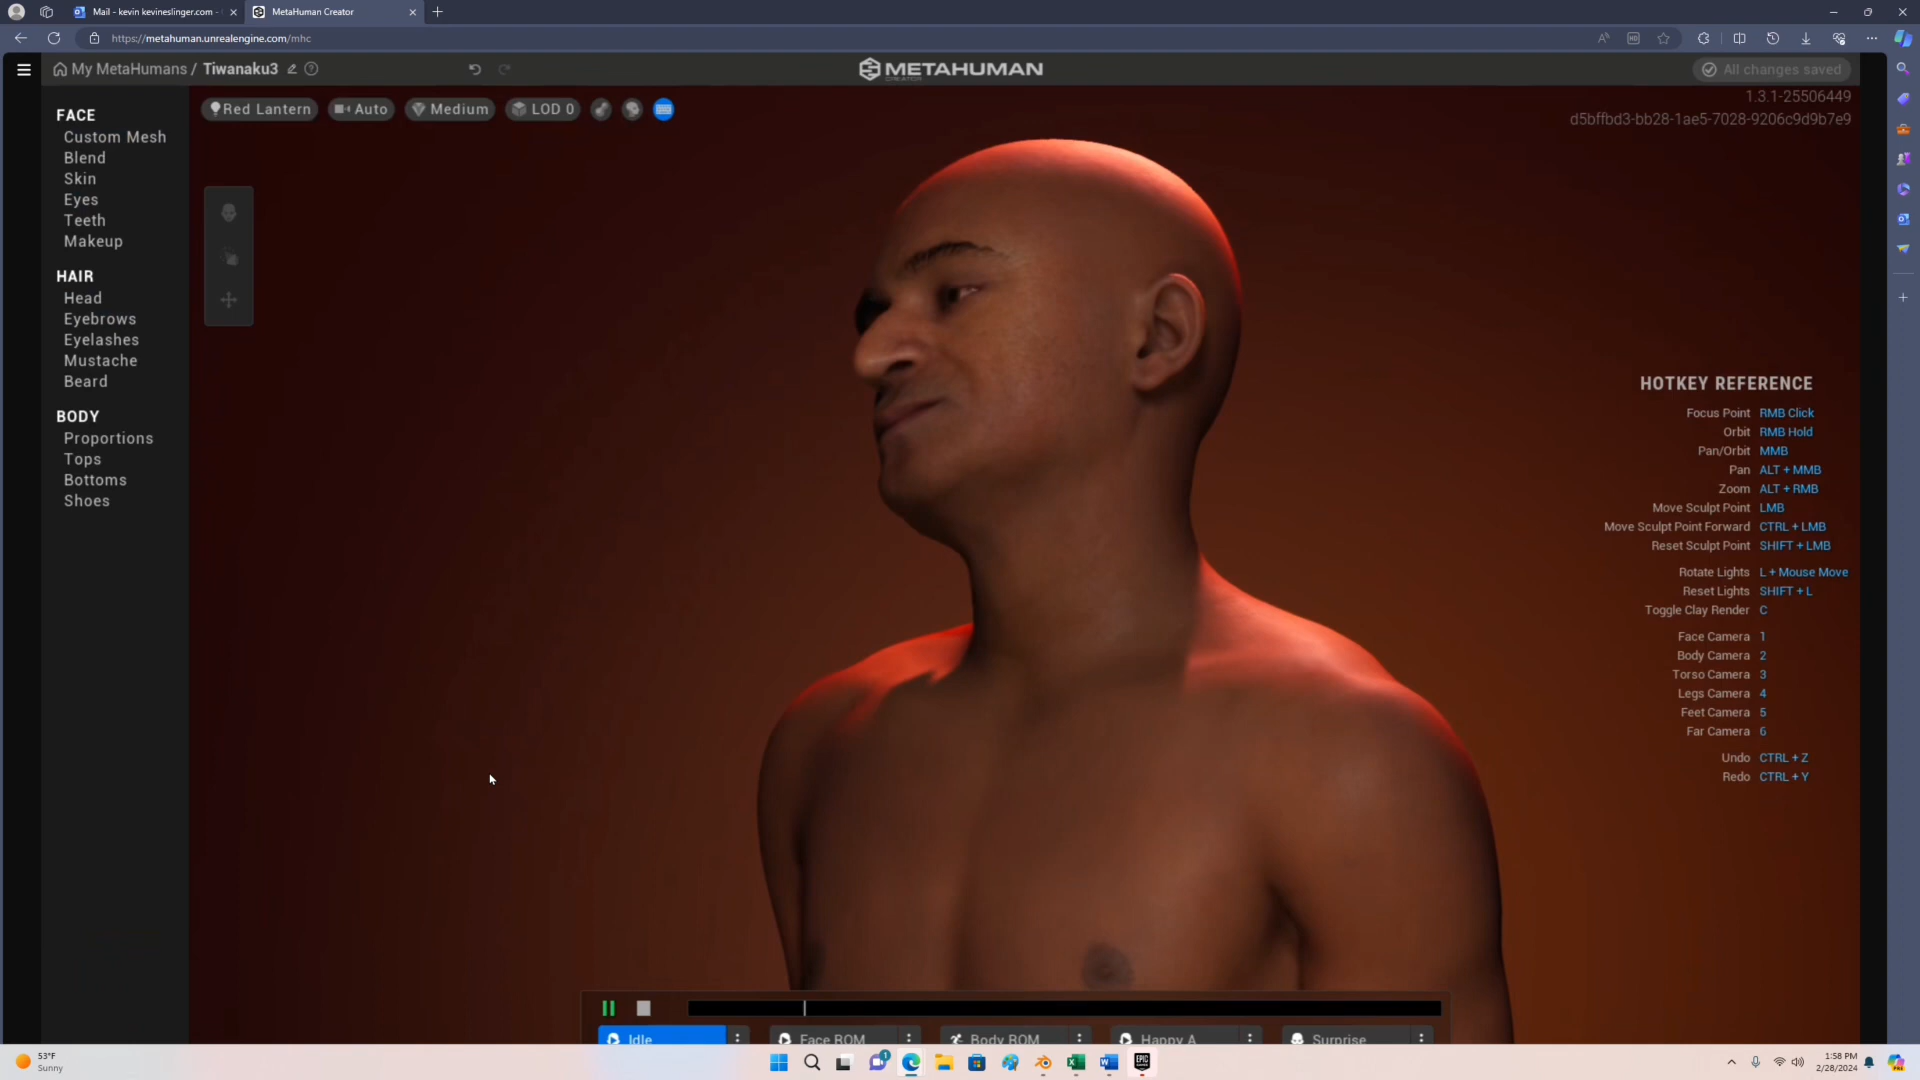 Mail - kevin kevineslinger.com -
MetaHuman Creator
https://metahuman.unrealengine.com/mhc
My MetaHumans / Tiwanaku3
METAHUMAN
CREATOR
All changes saved
Red Lantern
Auto
Medium
LOD 0
1.3.1-25506449
d5bffbd3-bb28-1ae5-7028-9206c9d9b7e9
FACE
Custom Mesh
Blend
Skin
Eyes
Teeth
Makeup
HAIR
Head
Eyebrows
Eyelashes
Mustache
Beard
BODY
Proportions
Tops
Bottoms
Shoes
HOTKEY REFERENCE
Focus Point RMB Click
Orbit RMB Hold
Pan/Orbit MMB
Pan ALT + MMB
Zoom ALT + RMB
Move Sculpt Point LMB
Move Sculpt Point Forward CTRL + LMB
Reset Sculpt Point SHIFT + LMB
Rotate Lights L + Mouse Move
Reset Lights SHIFT + L
Toggle Clay Render C
Face Camera 1
Body Camera 2
Torso Camera 3
Legs Camera 4
Feet Camera 5
Far Camera 6
Undo CTRL + Z
Redo CTRL + Y
Idle
Face ROM
Body ROM
Happy A
Surprise
53°F
Sunny
1:58 PM
2/28/2024